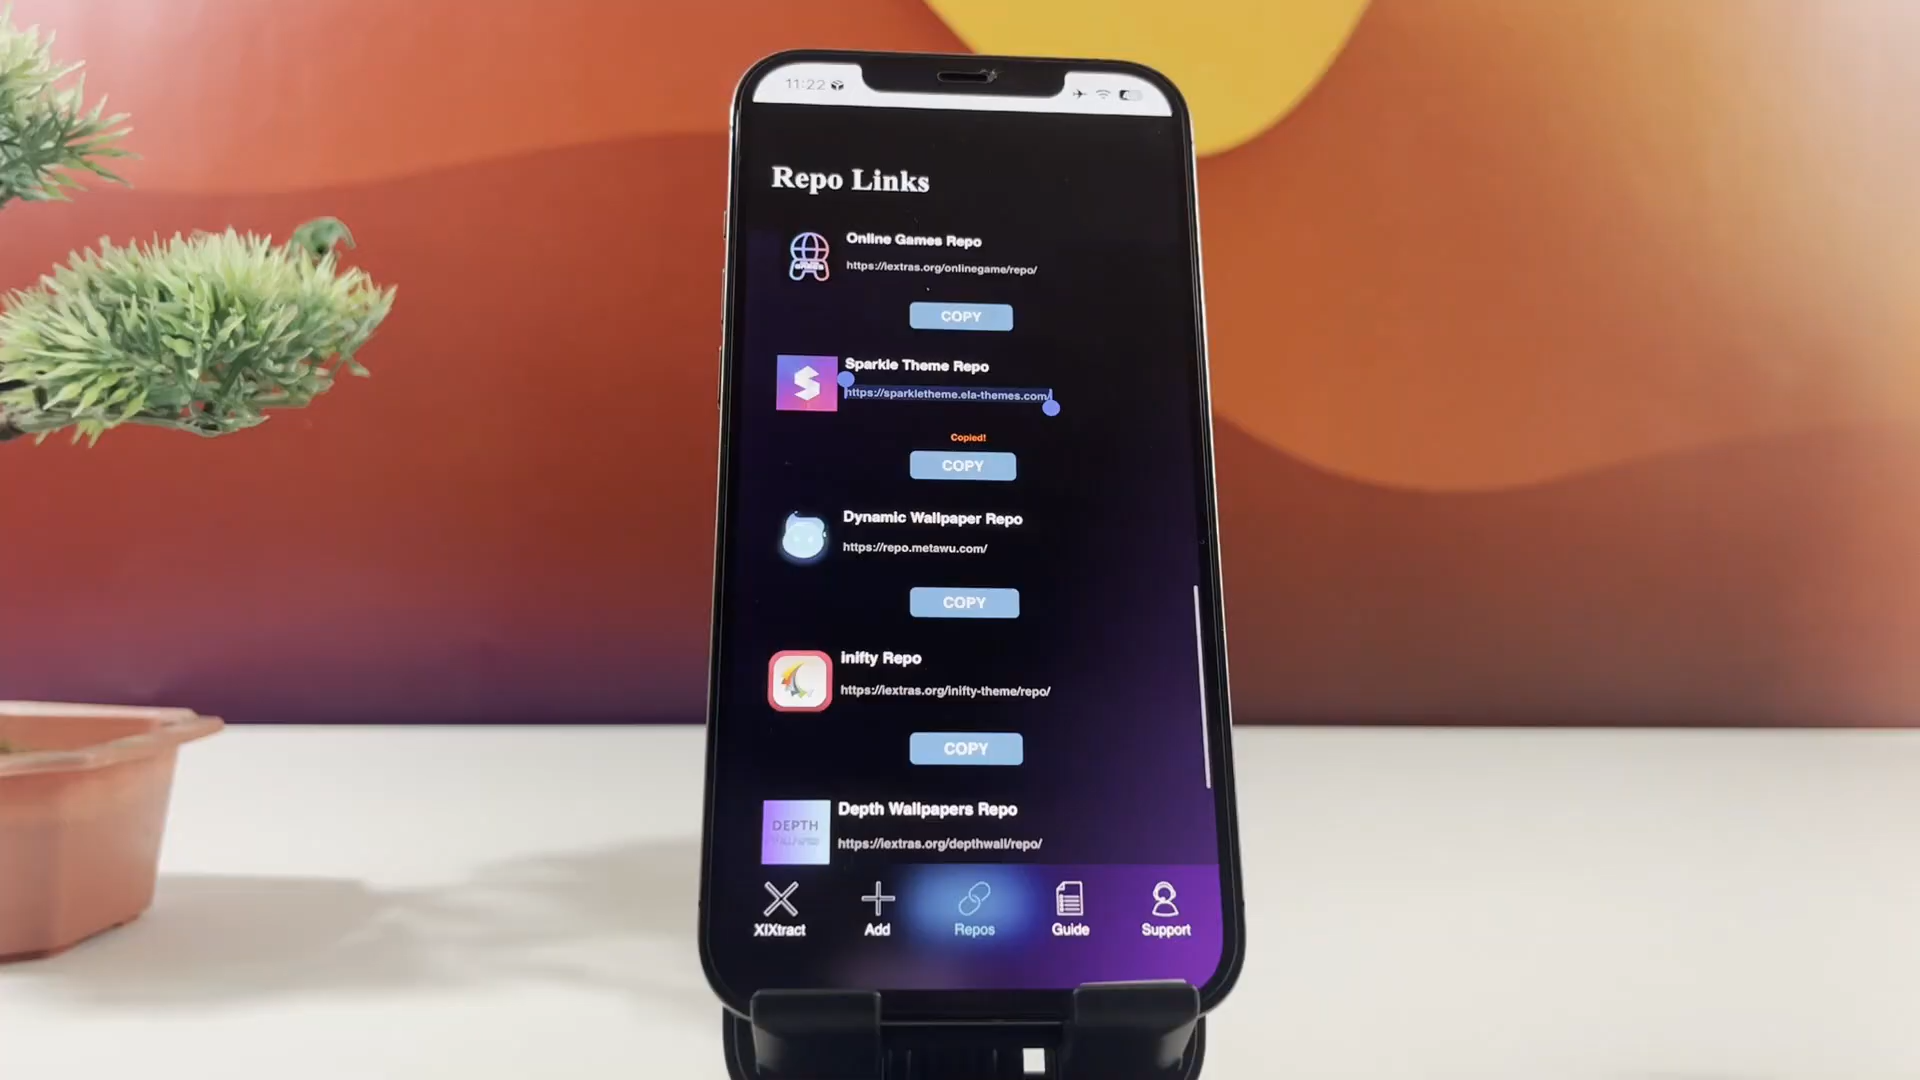 11:22
Repo Links
Online Games Repo
https://iextras.org/onlinegame/repo/
COPY
Sparkle Theme Repo
https://sparkletheme.ela-themes.com/
Copied!
COPY
Dynamic Wallpaper Repo
https://repo.metawu.com/
COPY
inifty Repo
https://iextras.org/inifty-theme/repo/
COPY
DEPTH
Depth Wallpapers Repo
https://iextras.org/depthwall/repo/
XIXtract
Add
Repos
Guide
Support